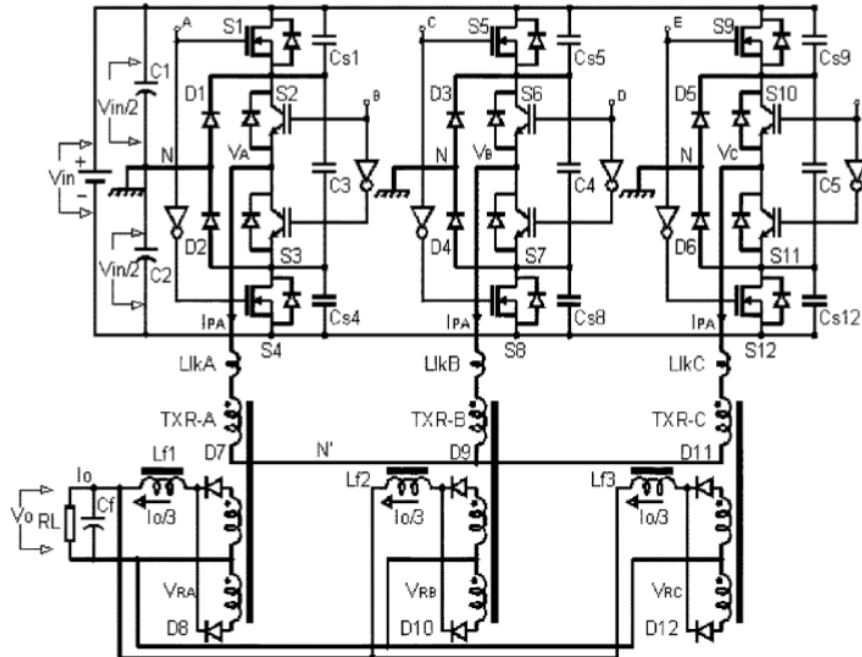 A S1 Cs1 C S5 Cs5 E S9 Cs9
C1 D1 S2 B D3 S6 D D5 S10
Vin/2
Vin + - N VA C3 N VB C4 N VC C5
D2 S3 D4 S7 D6 S11
Vin/2 C2
IPA Cs4 IPA Cs8 IPA Cs12
S4 S8 S12
LlkA LlkB LlkC
TXR-A TXR-B TXR-C
D7 N' D9 D11
Io Lf1 Lf2 Lf3
Vo RL Cf Io/3 Io/3 Io/3
VRA VRB VRC
D8 D10 D12